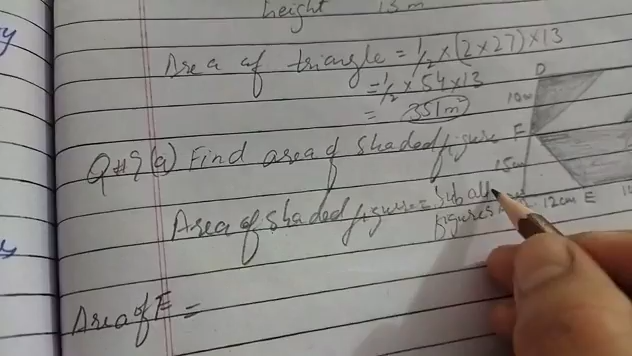 height 13 m
Area of triangle = 1/2 × (2×27) × 13
= 1/2 × 54 × 13
= 351 m²
Q#9 (a) Find area of shaded figure
D
10cm
F
15cm
Area of shaded figure = Sub all
figures
12cm E
Area of E =